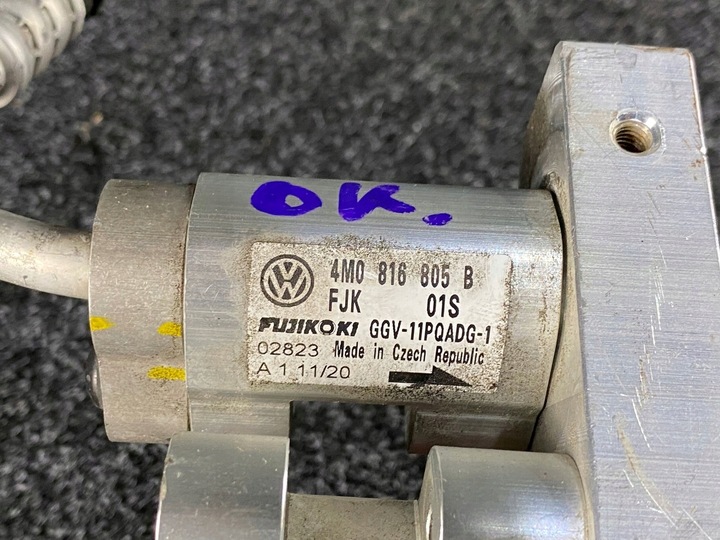 OK.
4M0 816 805 B
FJK 01S
FUJIKOKI GGV-11PQADG-1
02823 Made in Czech Republic
A 1 11/20